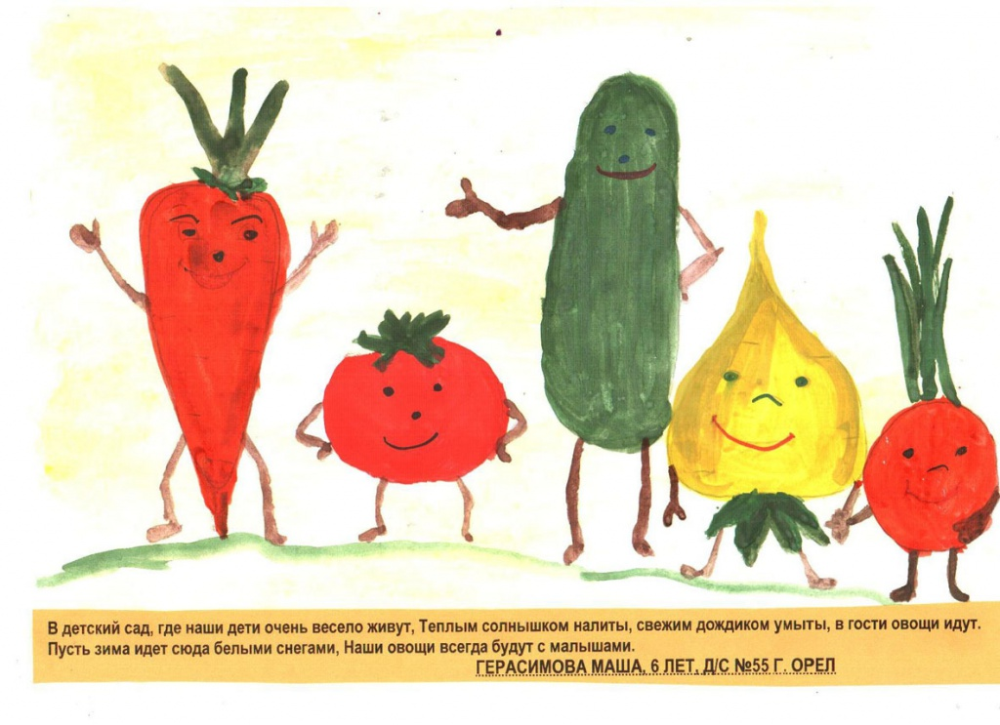 В детский сад, где наши дети очень весело живут, Теплым солнышком налиты, свежим дождиком умыты, в гости овощи идут.
Пусть зима идет сюда белыми снегами, Наши овощи всегда будут с малышами.
ГЕРАСИМОВА МАША, 6 ЛЕТ, Д/С №55 Г. ОРЕЛ